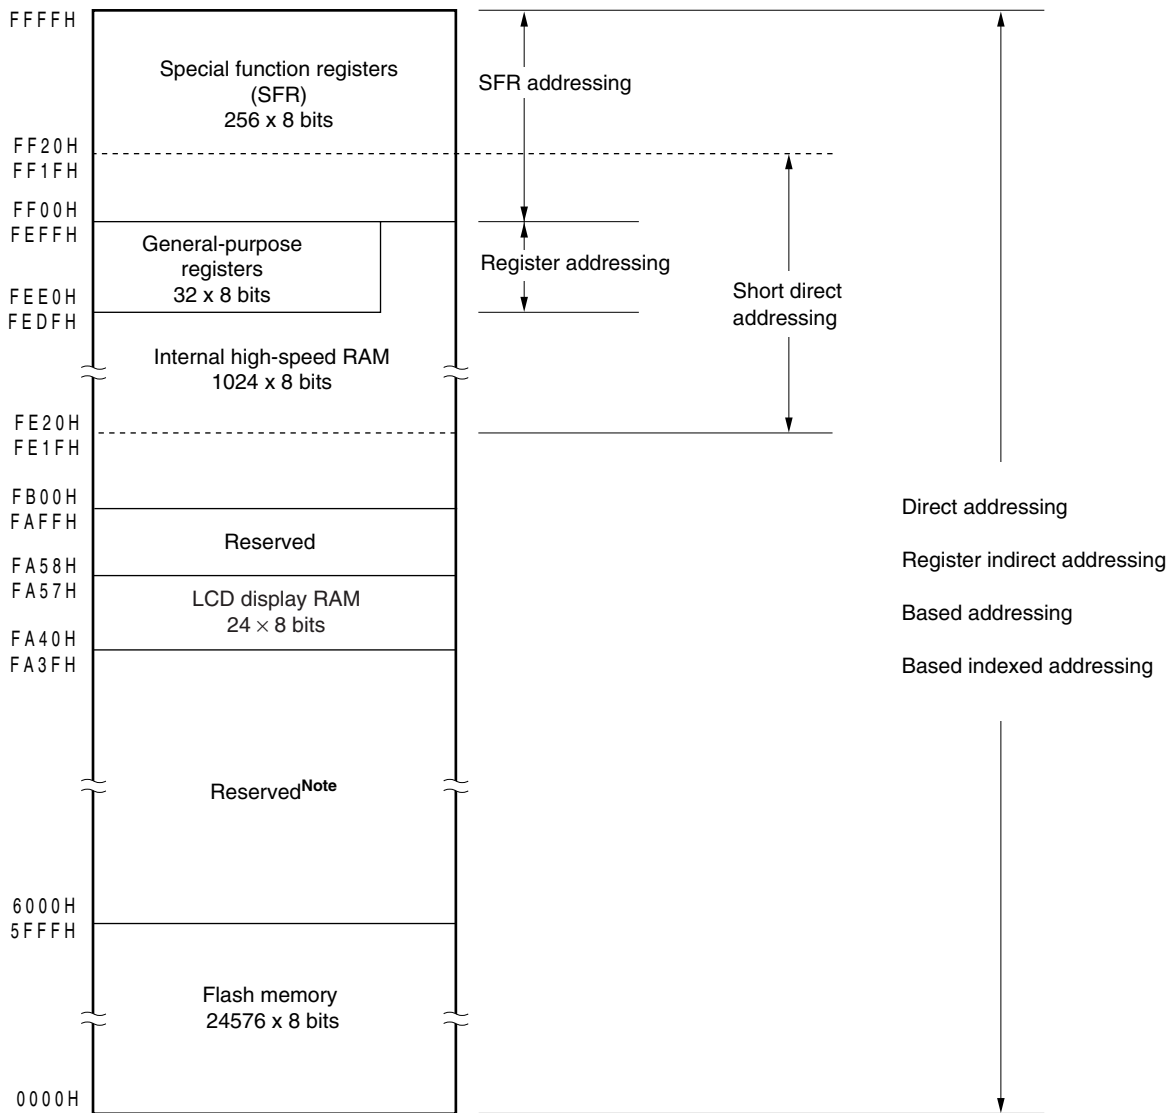 FFFFH
Special function registers
(SFR)
256 x 8 bits
SFR addressing
FF20H
FF1FH
FF00H
FEFFH
General-purpose
registers
32 x 8 bits
Register addressing
FEE0H
FEDFH
Short direct
addressing
Internal high-speed RAM
1024 x 8 bits
FE20H
FE1FH
FB00H
FAFFH
Reserved
FA58H
FA57H
LCD display RAM
24 × 8 bits
FA40H
FA3FH
Direct addressing
Register indirect addressing
Based addressing
Based indexed addressing
ReservedNote
6000H
5FFFH
Flash memory
24576 x 8 bits
0000H